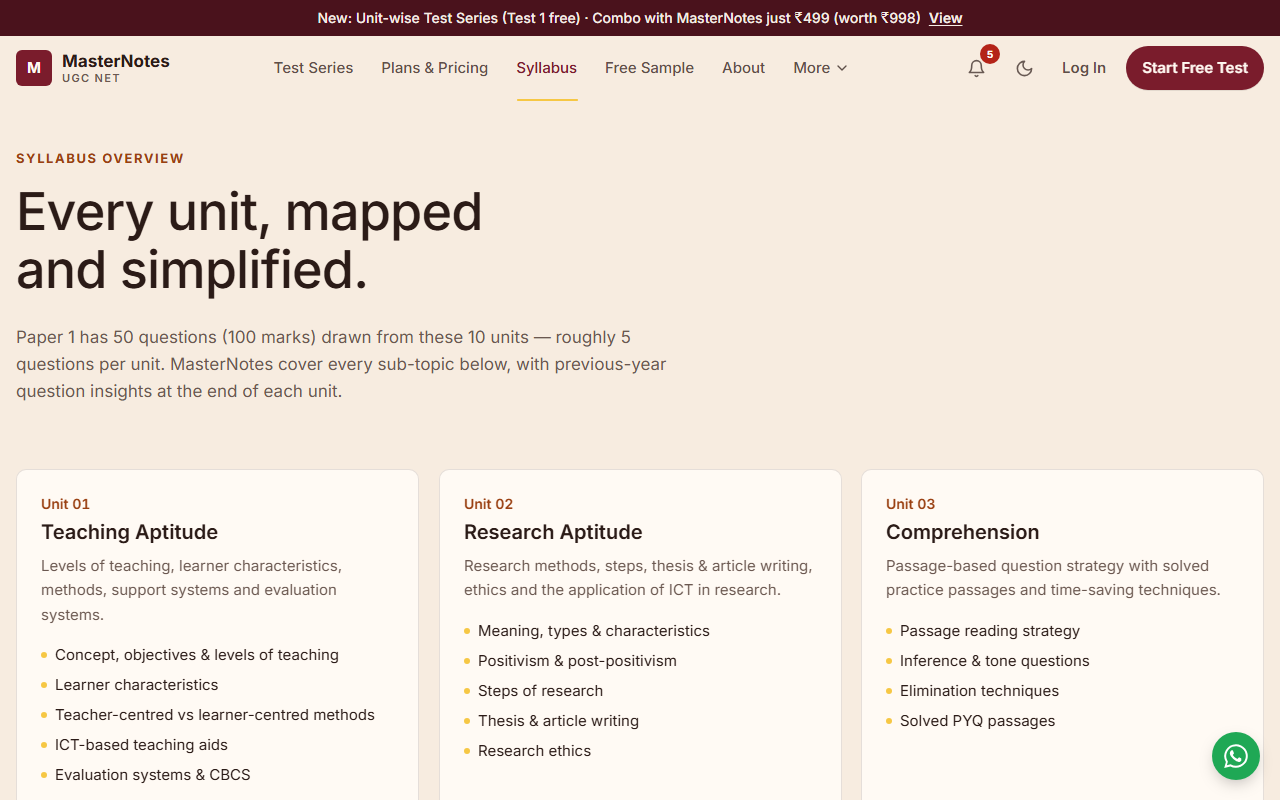 New: Unit-wise Test Series (Test 1 free) · Combo with MasterNotes just ₹499 (worth ₹998) View
M MasterNotes
UGC NET
Test Series Plans & Pricing Syllabus Free Sample About More 5 Log In Start Free Test
SYLLABUS OVERVIEW
Every unit, mapped
and simplified.
Paper 1 has 50 questions (100 marks) drawn from these 10 units — roughly 5
questions per unit. MasterNotes cover every sub-topic below, with previous-year
question insights at the end of each unit.
Unit 01
Teaching Aptitude
Levels of teaching, learner characteristics,
methods, support systems and evaluation
systems.
Concept, objectives & levels of teaching
Learner characteristics
Teacher-centred vs learner-centred methods
ICT-based teaching aids
Evaluation systems & CBCS
Unit 02
Research Aptitude
Research methods, steps, thesis & article writing,
ethics and the application of ICT in research.
Meaning, types & characteristics
Positivism & post-positivism
Steps of research
Thesis & article writing
Research ethics
Unit 03
Comprehension
Passage-based question strategy with solved
practice passages and time-saving techniques.
Passage reading strategy
Inference & tone questions
Elimination techniques
Solved PYQ passages